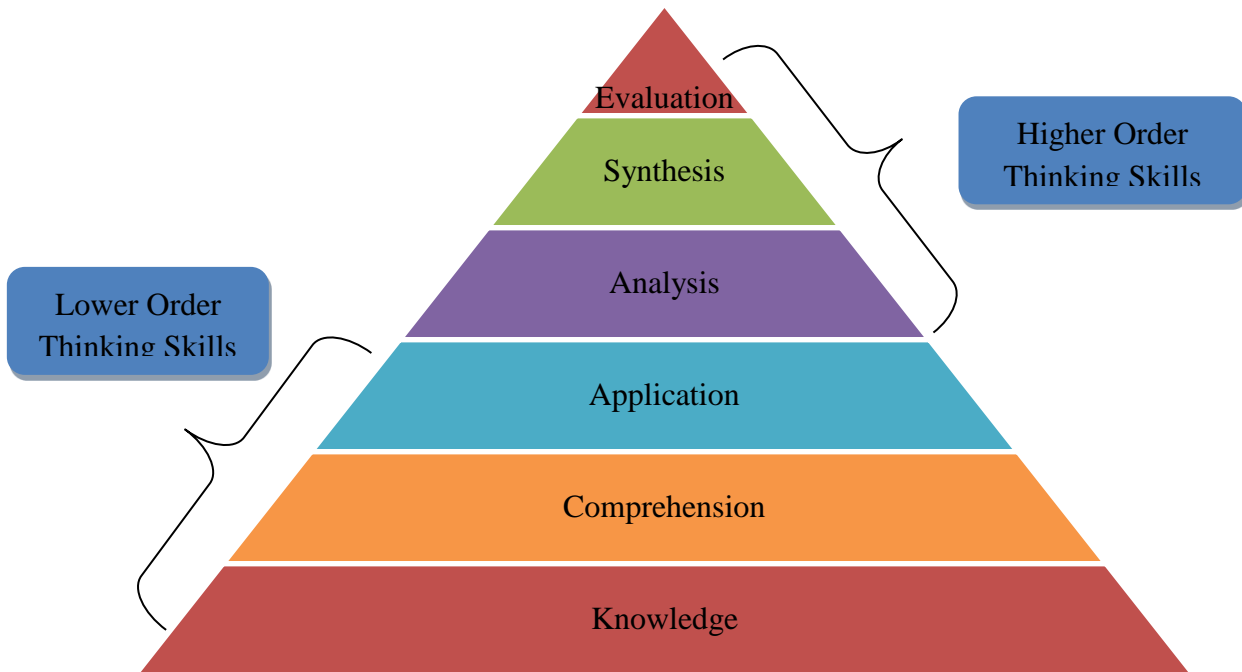 Evaluation
Higher Order
Thinking Skills
Synthesis
Analysis
Lower Order
Thinking Skills
Application
Comprehension
Knowledge